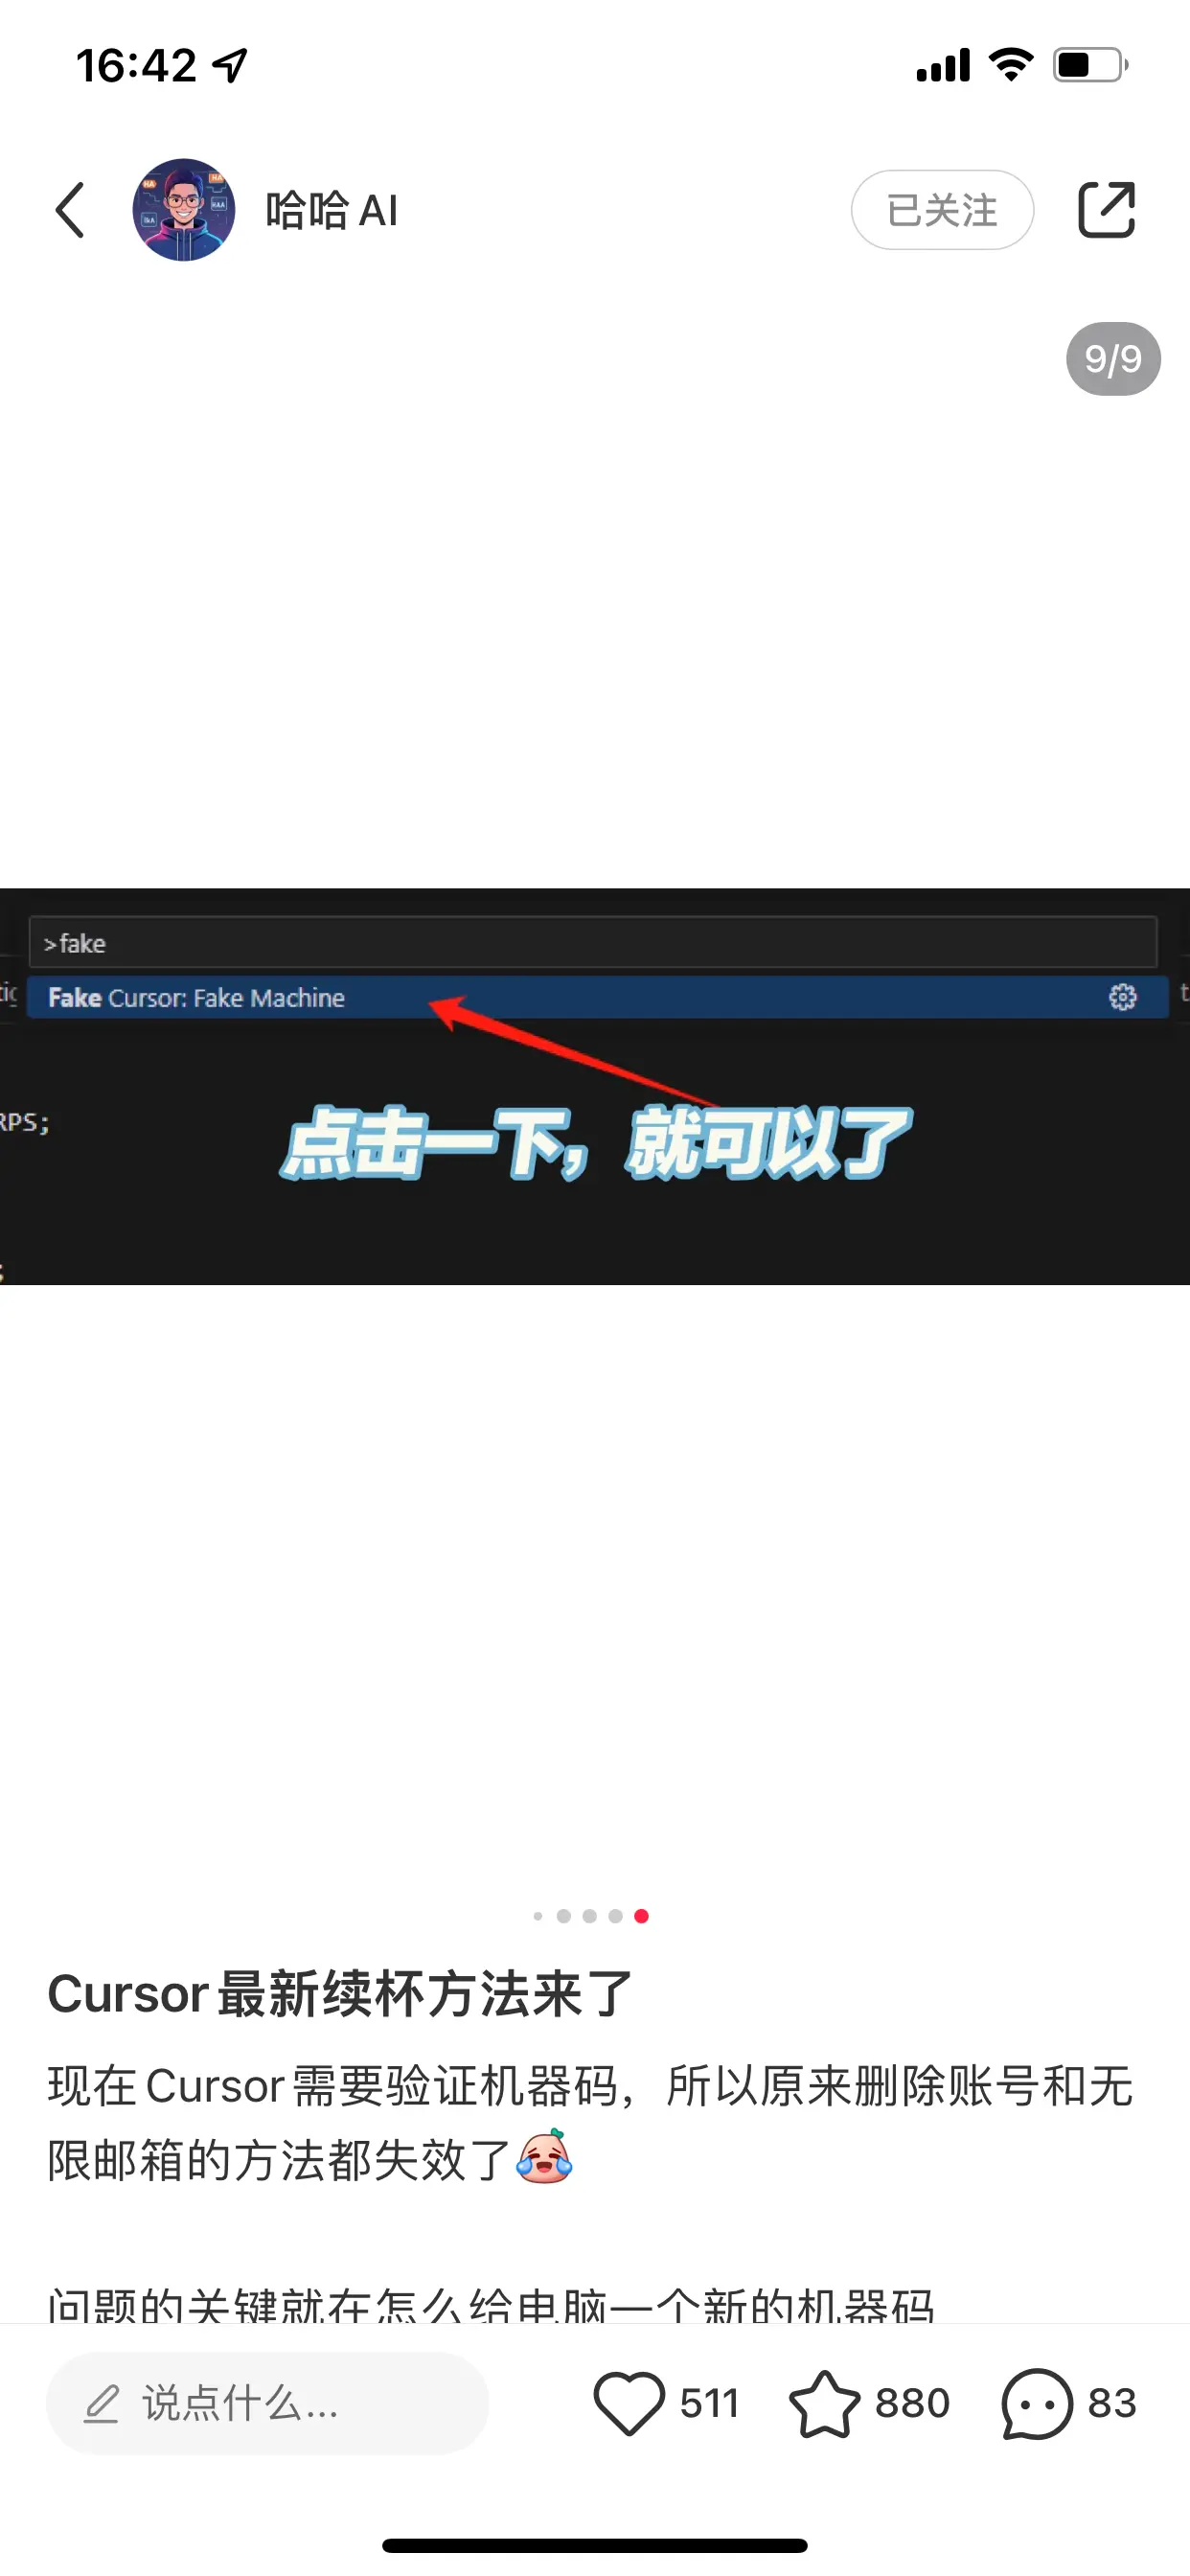 16:42
哈哈 AI
已关注
9/9
>fake
Fake Cursor: Fake Machine
RPS;
点击一下，就可以了
;
Cursor最新续杯方法来了
现在Cursor需要验证机器码，所以原来删除账号和无
限邮箱的方法都失效了
问题的关键就在怎么给电脑一个新的机器码
说点什么...
511
880
83